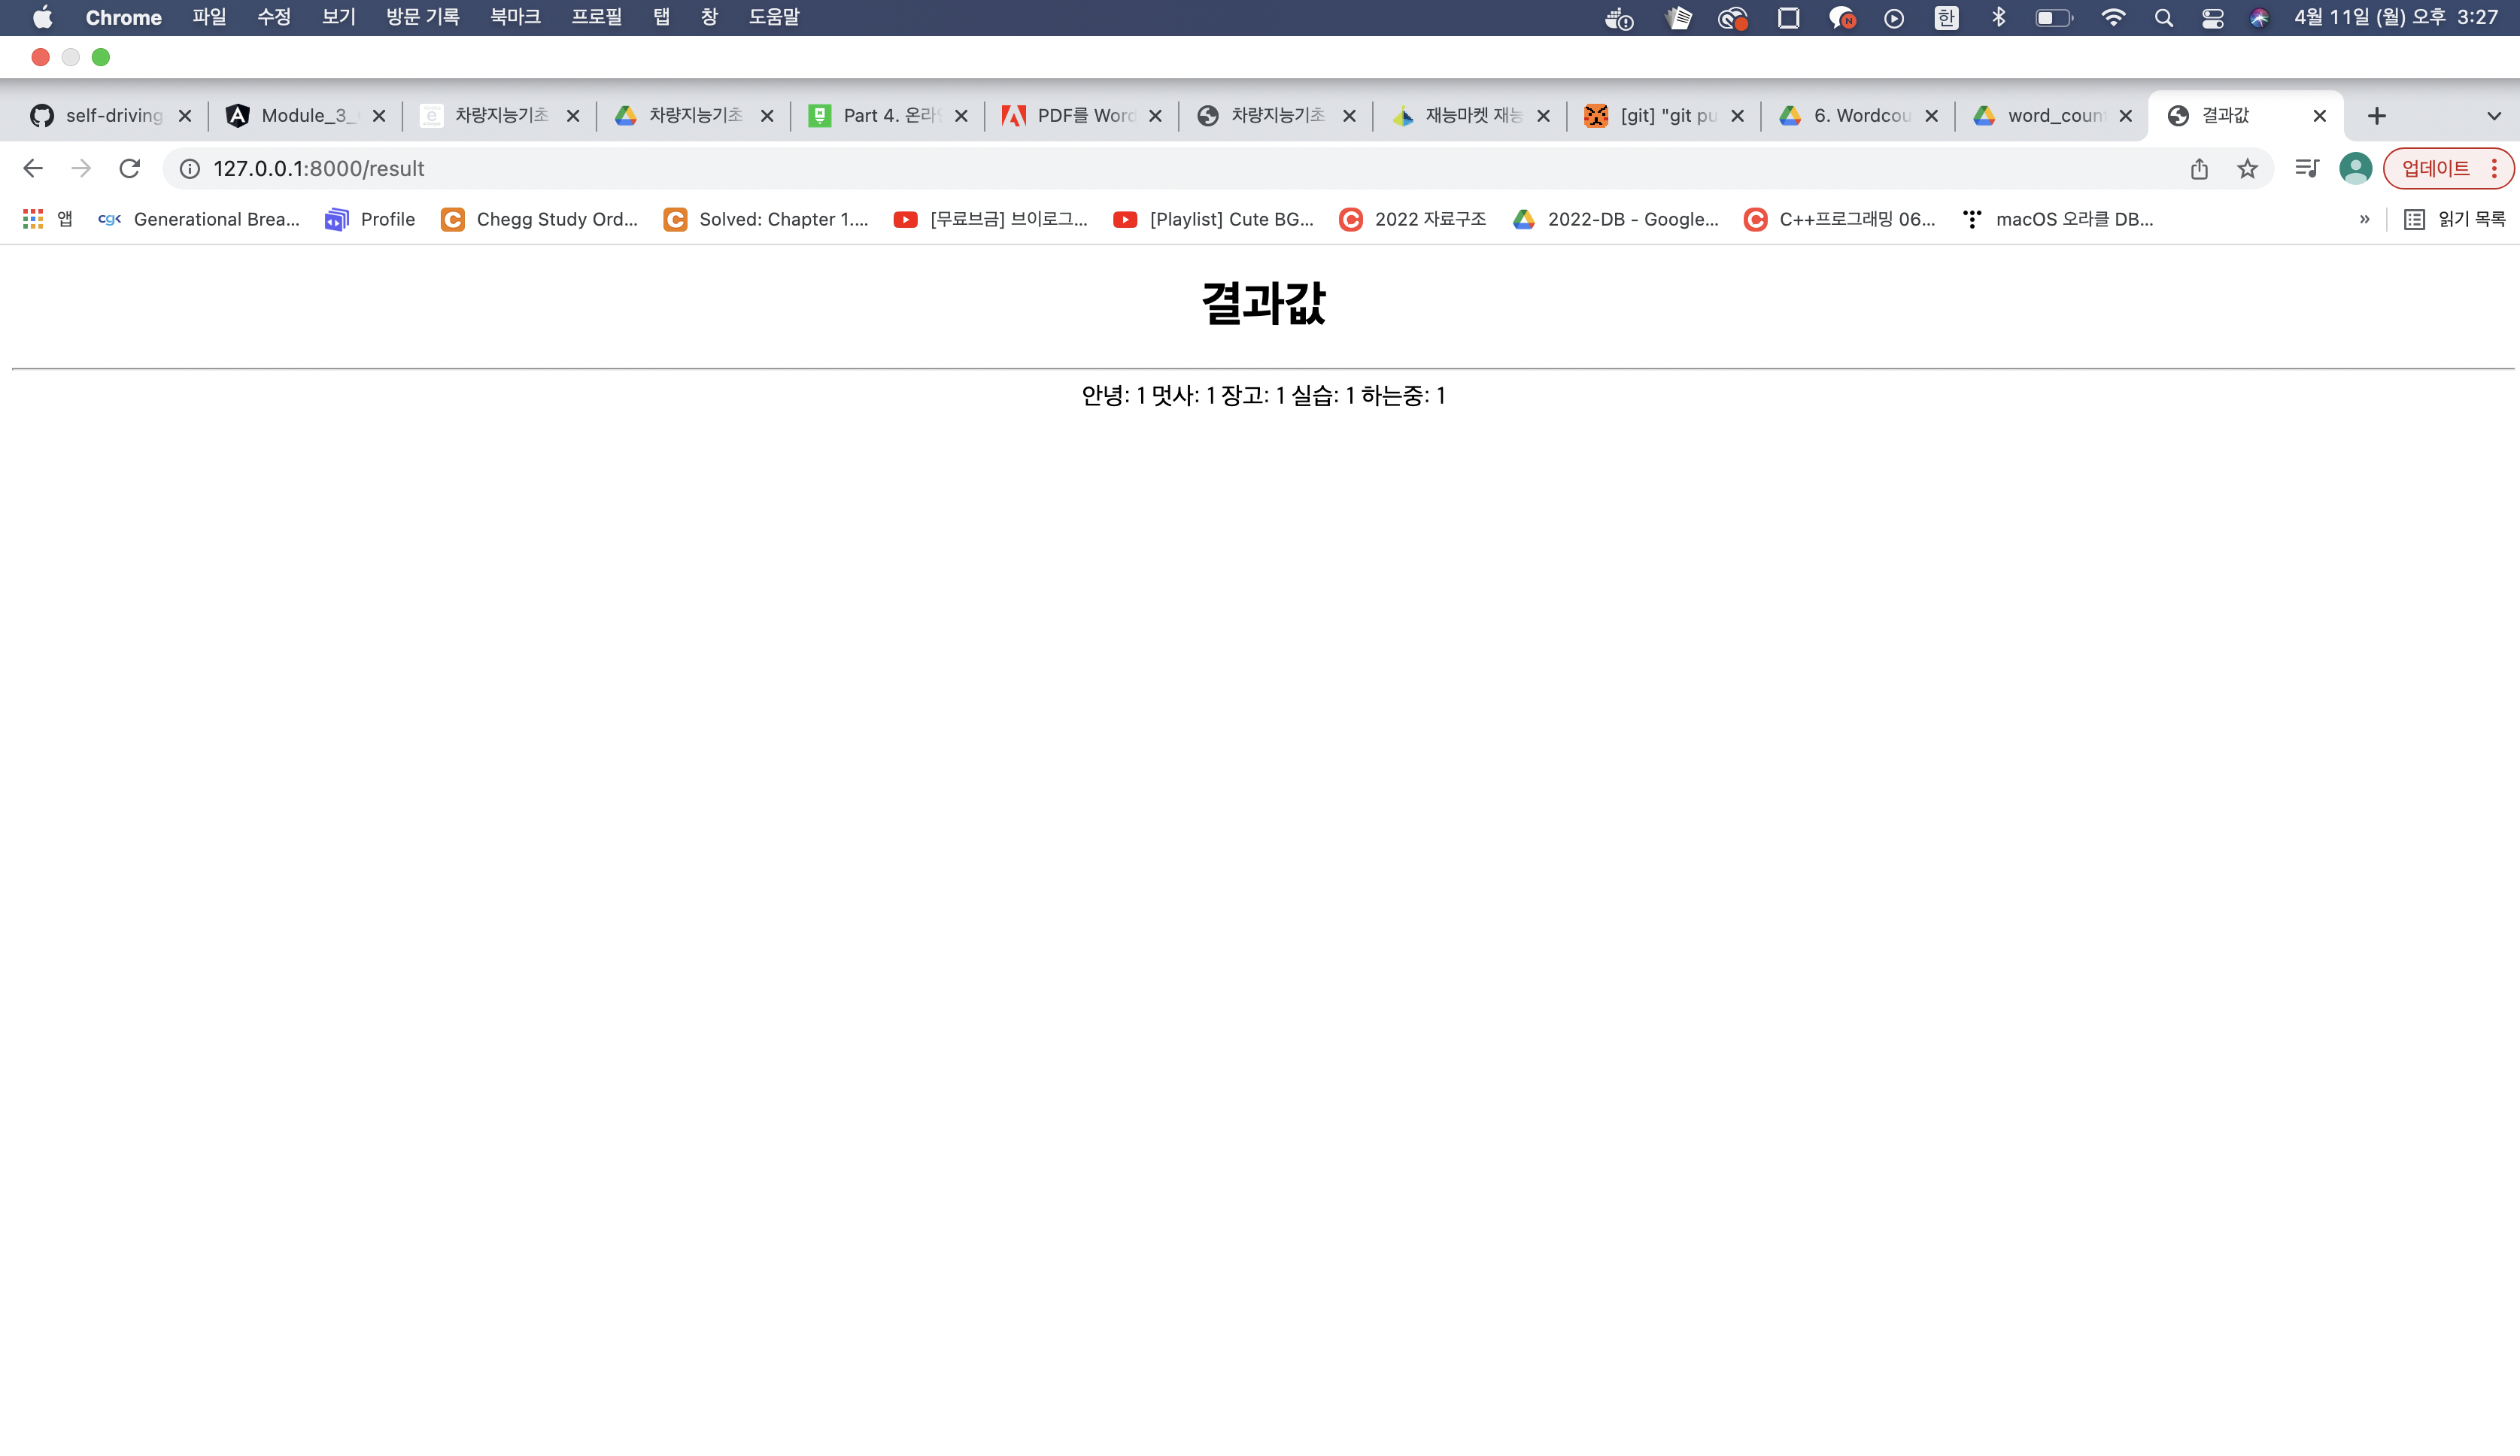 Chrome 파일 수정 보기 방문 기록 북마크 프로필 탭 창 도움말 한 4월 11일 (월) 오후 3:27
self-driving Module_3_ 차량지능기초 차량지능기초 Part 4. 온라인 PDF를 Word 차량지능기초 재능마켓 재능 [git] "git pu 6. Wordcou word_coun 결과값
127.0.0.1:8000/result 업데이트
앱 cgk Generational Brea... Profile Chegg Study Ord... Solved: Chapter 1.... [무료브금] 브이로그... [Playlist] Cute BG... 2022 자료구조 2022-DB - Google... C++프로그래밍 06... macOS 오라클 DB... » 읽기 목록
결과값
안녕: 1 멋사: 1 장고: 1 실습: 1 하는중: 1